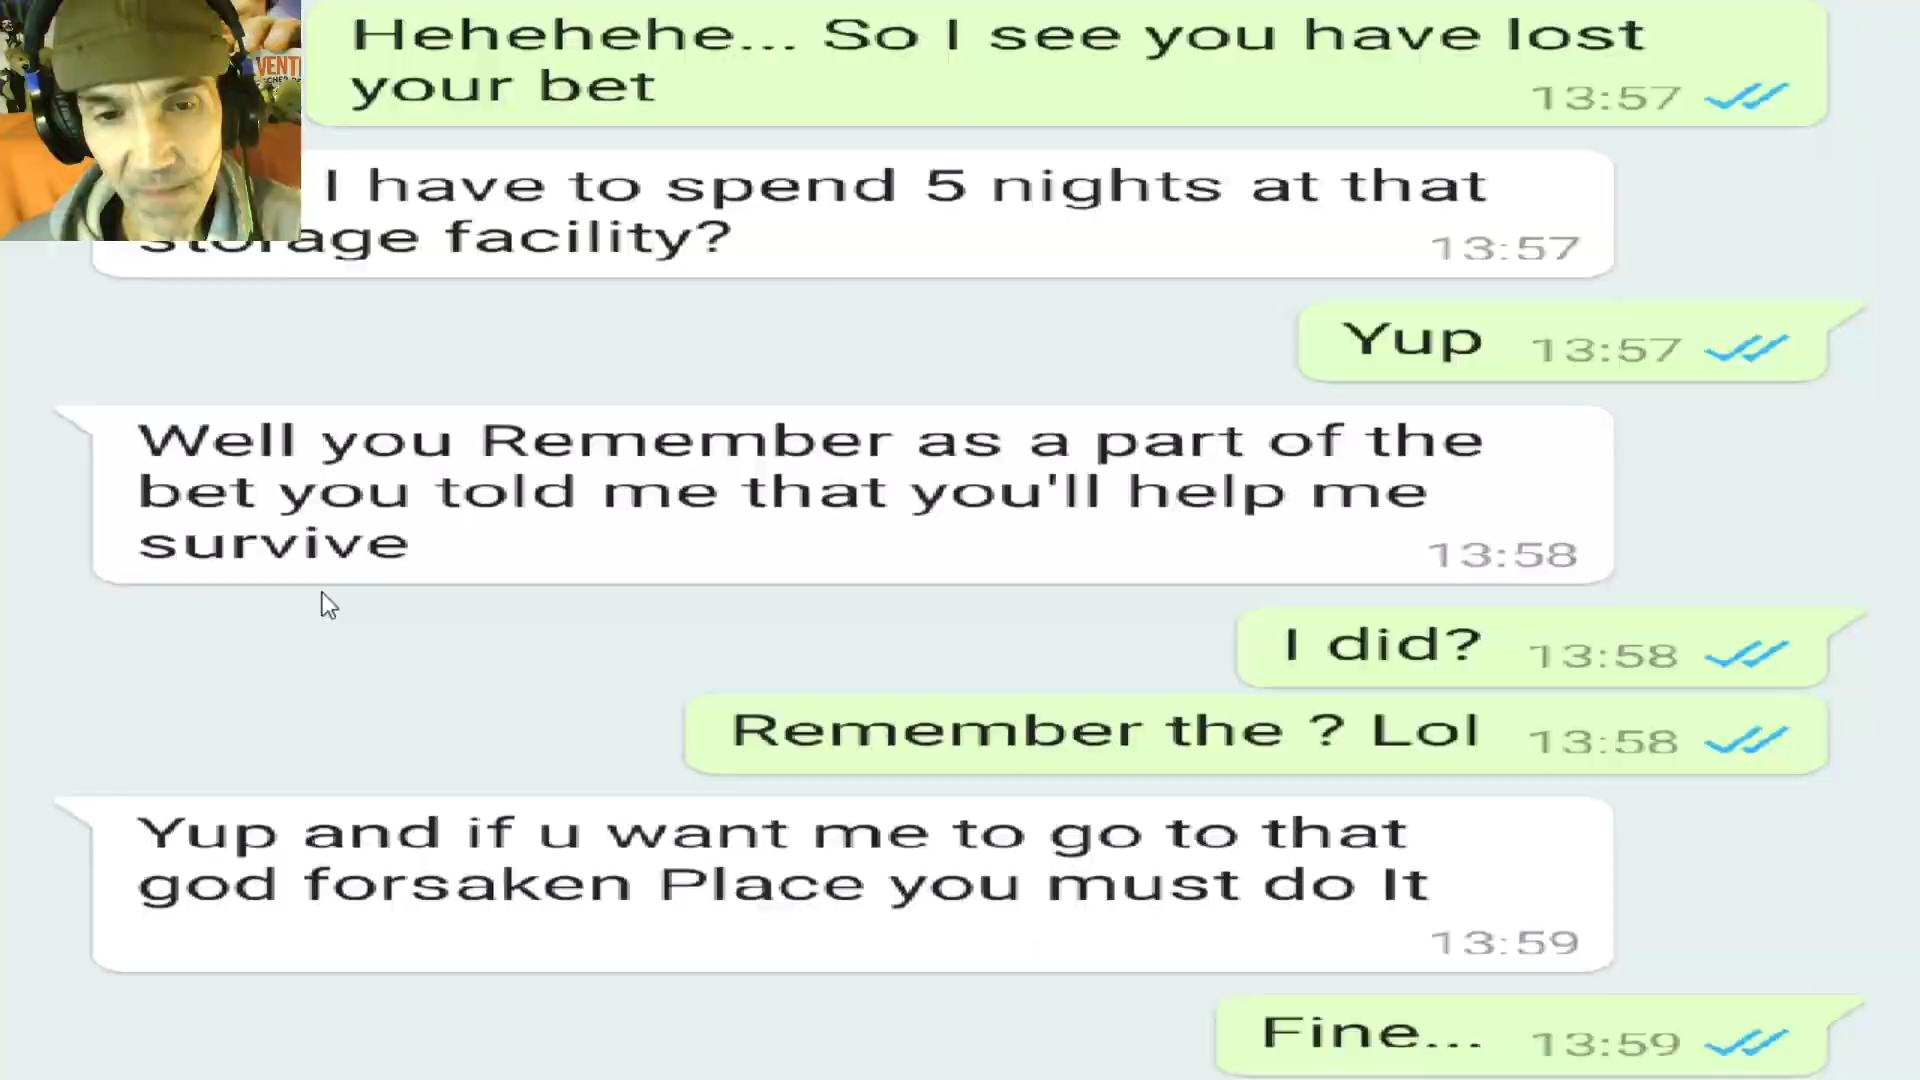 Hehehehe... So I see you have lost
your bet 13:57
I have to spend 5 nights at that
storage facility? 13:57
Yup 13:57
Well you Remember as a part of the
bet you told me that you'll help me
survive 13:58
I did? 13:58
Remember the ? Lol 13:58
Yup and if u want me to go to that
god forsaken Place you must do It
13:59
Fine... 13:59